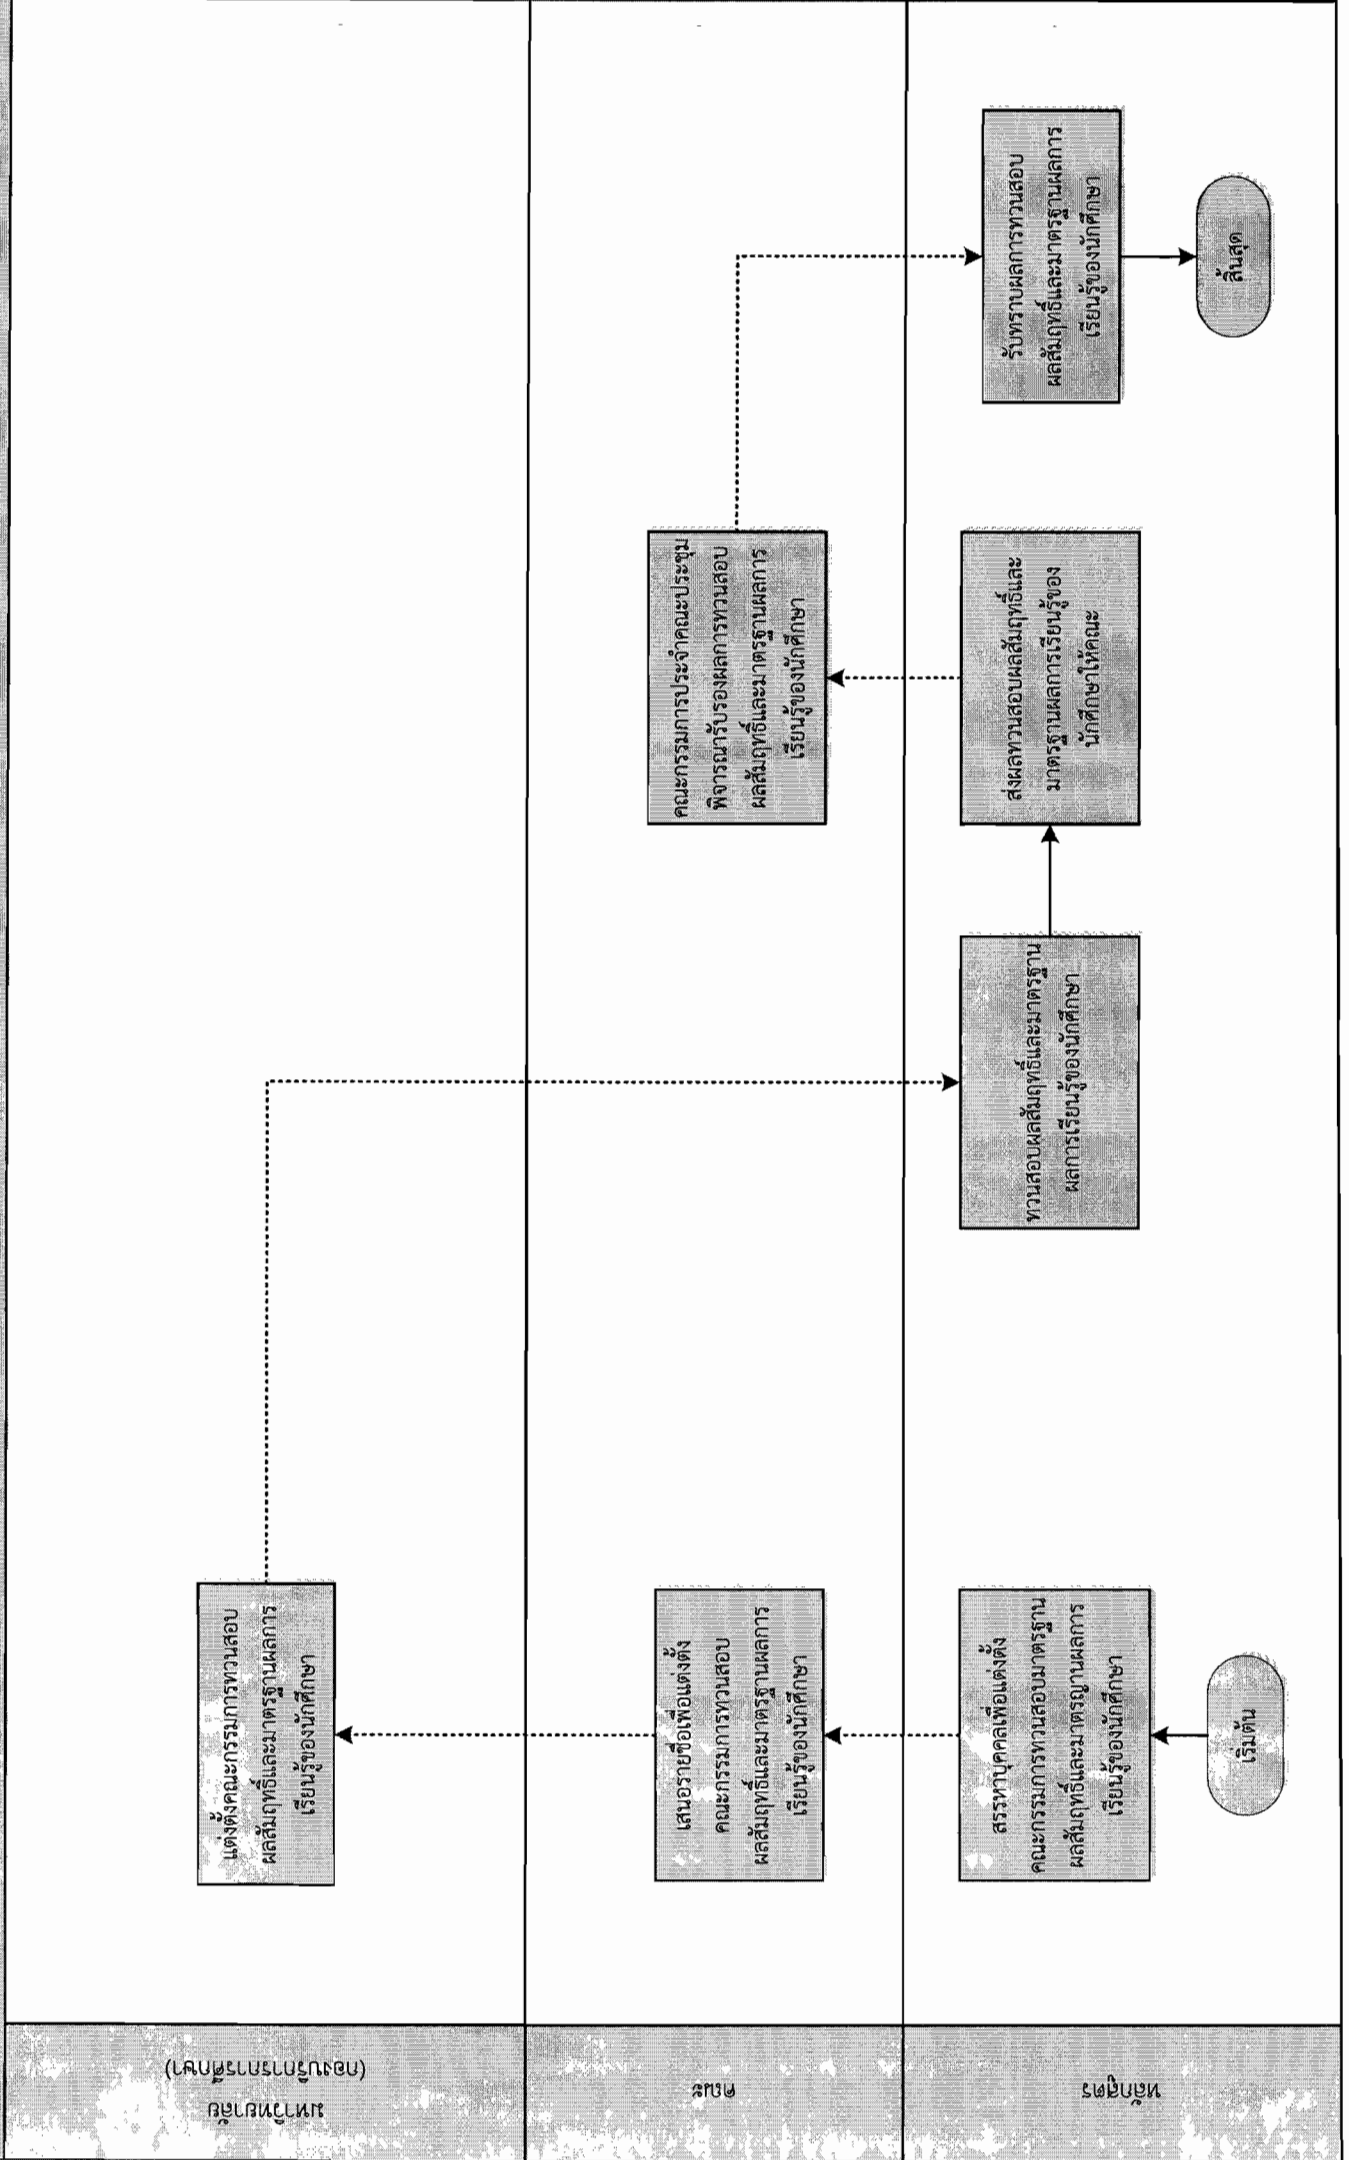 มหาวิทยาลัย
(กองบริการการศึกษา)
คณะ
หลักสูตร
เริ่มต้น
สรรหาบุคคลเพื่อแต่งตั้ง
คณะกรรมการทวนสอบมาตรฐาน
ผลสัมฤทธิ์และมาตรญานผลการ
เรียนรู้ของนักศึกษา
เสนอรายชื่อเพื่อแต่งตั้ง
คณะกรรมการทวนสอบ
ผลสัมฤทธิ์และมาตรฐานผลการ
เรียนรู้ของนักศึกษา
แต่งตั้งคณะกรรมการทวนสอบ
ผลสัมฤทธิ์และมาตรฐานผลการ
เรียนรู้ของนักศึกษา
ทวนสอบผลสัมฤทธิ์และมาตรฐาน
ผลการเรียนรู้ของนักศึกษา
ส่งผลทวนสอบผลสัมฤทธิ์และ
มาตรฐานผลการเรียนรู้ของ
นักศึกษาให้คณะ
คณะกรรมการประจำคณะประชุม
พิจารณารับรองผลการทวนสอบ
ผลสัมฤทธิ์และมาตรฐานผลการ
เรียนรู้ของนักศึกษา
รับทราบผลการทวนสอบ
ผลสัมฤทธิ์และมาตรฐานผลการ
เรียนรู้ของนักศึกษา
สิ้นสุด